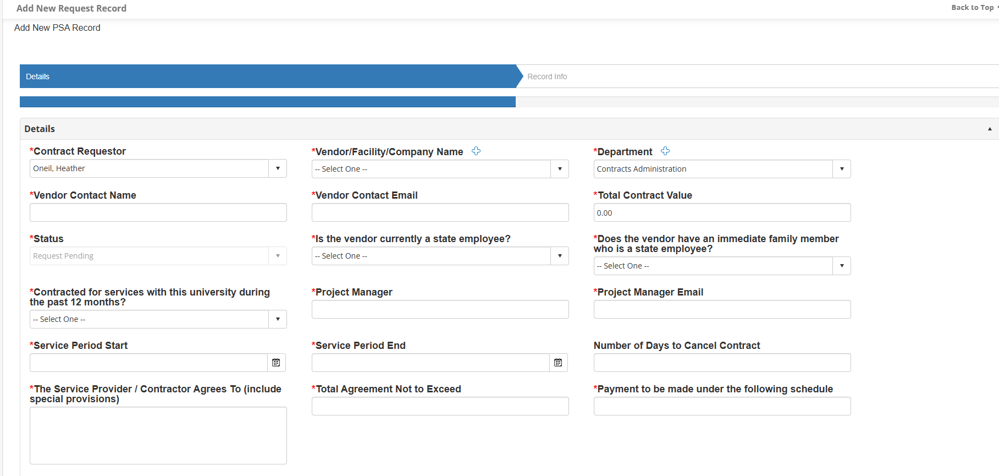 Add New Request Record
Back to Top
Add New PSA Record
Details
Record Info
Details
*Contract Requestor
*Vendor/Facility/Company Name
*Department
Oneil, Heather
-- Select One --
Contracts Administration
*Vendor Contact Name
*Vendor Contact Email
*Total Contract Value
0.00
*Status
*Is the vendor currently a state employee?
*Does the vendor have an immediate family member
who is a state employee?
Request Pending
-- Select One --
-- Select One --
*Contracted for services with this university during
the past 12 months?
*Project Manager
*Project Manager Email
-- Select One --
*Service Period Start
*Service Period End
Number of Days to Cancel Contract
*The Service Provider / Contractor Agrees To (include
special provisions)
*Total Agreement Not to Exceed
*Payment to be made under the following schedule